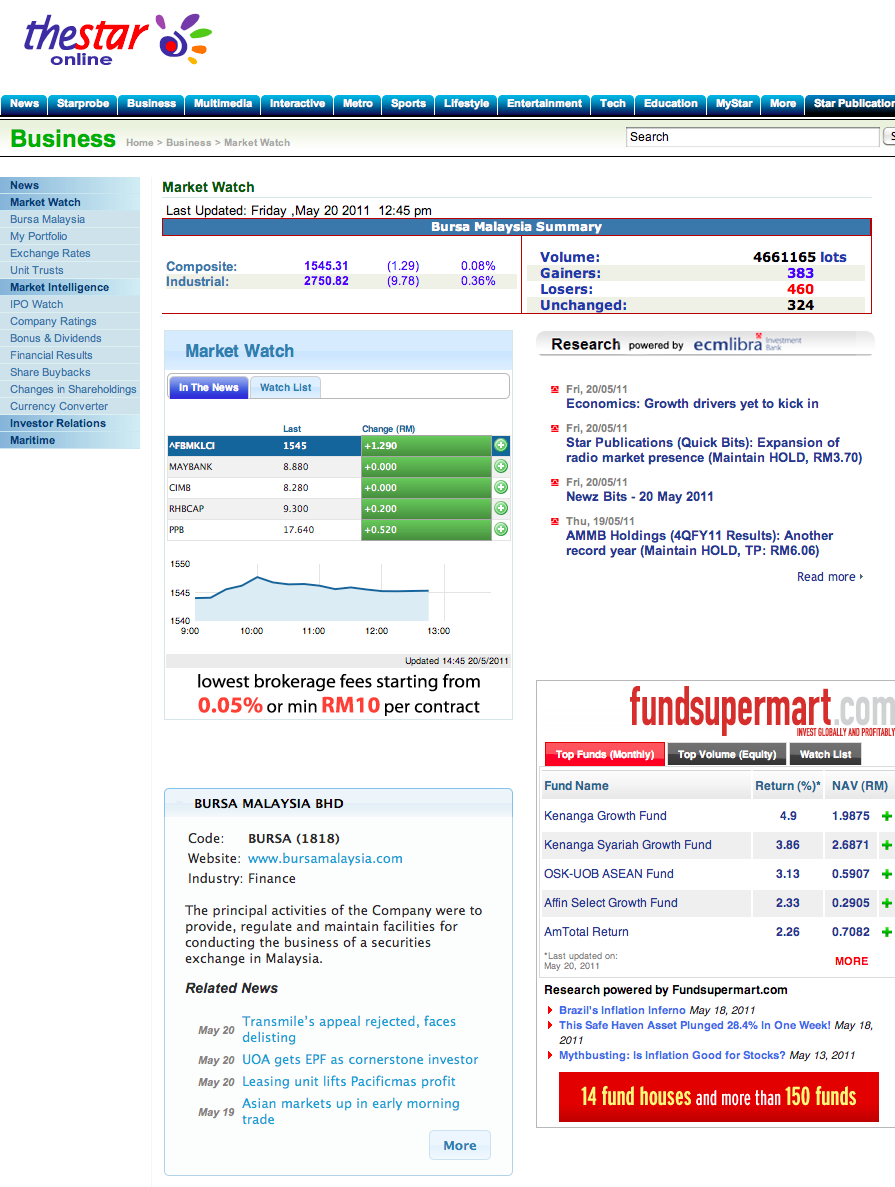 thestar
online
News Starprobe Business Multimedia Interactive Metro Sports Lifestyle Entertainment Tech Education MyStar More Star Publication
Business Home > Business > Market Watch
Search
News
Market Watch
Bursa Malaysia
My Portfolio
Exchange Rates
Unit Trusts
Market Intelligence
IPO Watch
Company Ratings
Bonus & Dividends
Financial Results
Share Buybacks
Changes in Shareholdings
Currency Converter
Investor Relations
Maritime
Market Watch
Last Updated: Friday ,May 20 2011 12:45 pm
Bursa Malaysia Summary
Composite: 1545.31 (1.29) 0.08%
Industrial: 2750.82 (9.78) 0.36%
Volume: 4661165 lots
Gainers: 383
Losers: 460
Unchanged: 324
Market Watch
In The News Watch List
Last Change (RM)
^FBMKLCI 1545 +1.290
MAYBANK 8.880 +0.000
CIMB 8.280 +0.000
RHBCAP 9.300 +0.200
PPB 17.640 +0.520
1550
1545
1540
9:00 10:00 11:00 12:00 13:00
Updated 14:45 20/5/2011
lowest brokerage fees starting from
0.05% or min RM10 per contract
Research powered by ecmlibra Investment Bank
Fri, 20/05/11
Economics: Growth drivers yet to kick in
Fri, 20/05/11
Star Publications (Quick Bits): Expansion of
radio market presence (Maintain HOLD, RM3.70)
Fri, 20/05/11
Newz Bits - 20 May 2011
Thu, 19/05/11
AMMB Holdings (4QFY11 Results): Another
record year (Maintain HOLD, TP: RM6.06)
Read more
BURSA MALAYSIA BHD
Code: BURSA (1818)
Website: www.bursamalaysia.com
Industry: Finance
The principal activities of the Company were to
provide, regulate and maintain facilities for
conducting the business of a securities
exchange in Malaysia.
Related News
May 20 Transmile's appeal rejected, faces
delisting
May 20 UOA gets EPF as cornerstone investor
May 20 Leasing unit lifts Pacificmas profit
May 19 Asian markets up in early morning
trade
More
fundsupermart.com
INVEST GLOBALLY AND PROFITABLY
Top Funds (Monthly) Top Volume (Equity) Watch List
Fund Name Return (%)* NAV (RM)
Kenanga Growth Fund 4.9 1.9875
Kenanga Syariah Growth Fund 3.86 2.6871
OSK-UOB ASEAN Fund 3.13 0.5907
Affin Select Growth Fund 2.33 0.2905
AmTotal Return 2.26 0.7082
*Last updated on:
May 20, 2011
MORE
Research powered by Fundsupermart.com
Brazil's Inflation Inferno May 18, 2011
This Safe Haven Asset Plunged 28.4% In One Week! May 18,
2011
Mythbusting: Is Inflation Good for Stocks? May 13, 2011
14 fund houses and more than 150 funds